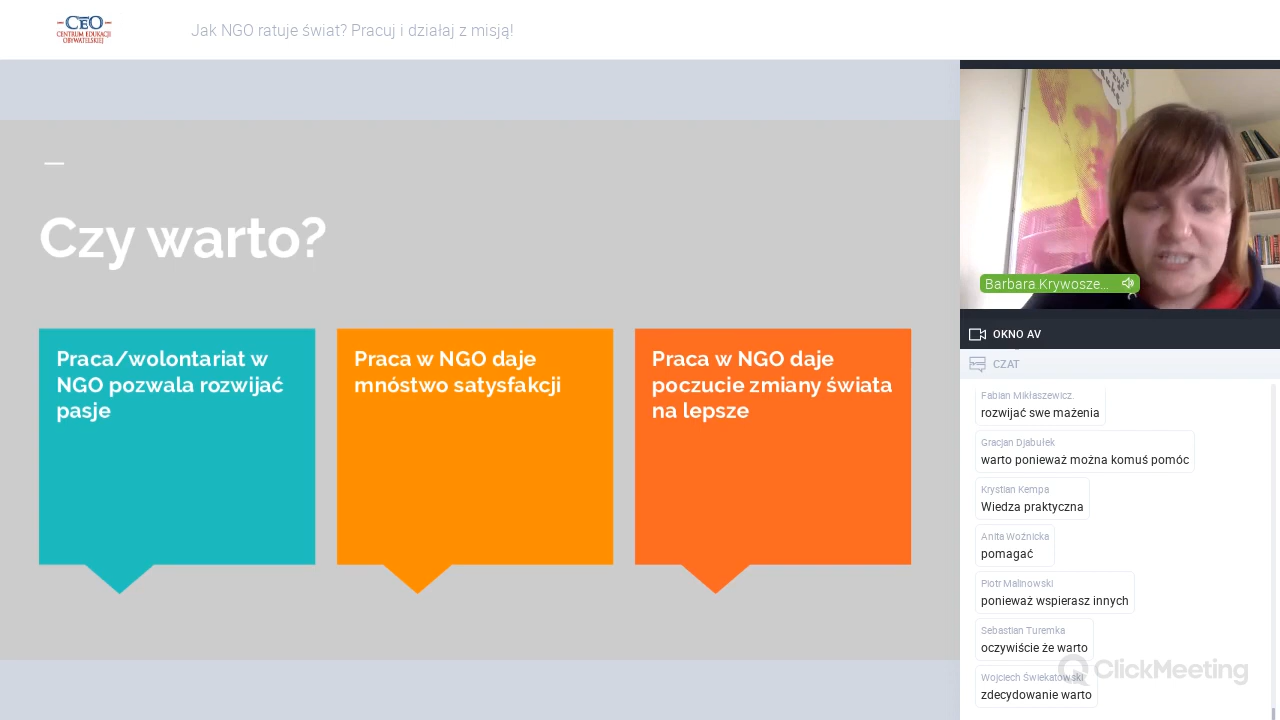 CEO
CENTRUM EDUKACJI
OBYWATELSKIEJ
Jak NGO ratuje świat? Pracuj i działaj z misją!
Czy warto?
Praca/wolontariat w
NGO pozwala rozwijać
pasje
Praca w NGO daje
mnóstwo satysfakcji
Praca w NGO daje
poczucie zmiany świata
na lepsze
Barbara Krywosze...
OKNO AV
CZAT
Fabian Mikłaszewicz.
rozwijać swe mażenia
Gracjan Djabułek
warto ponieważ można komuś pomóc
Krystian Kempa
Wiedza praktyczna
Anita Woźnicka
pomagać
Piotr Malinowski
ponieważ wspierasz innych
Sebastian Turemka
oczywiście że warto
Wojciech Świekatowski
zdecydowanie warto
ClickMeeting